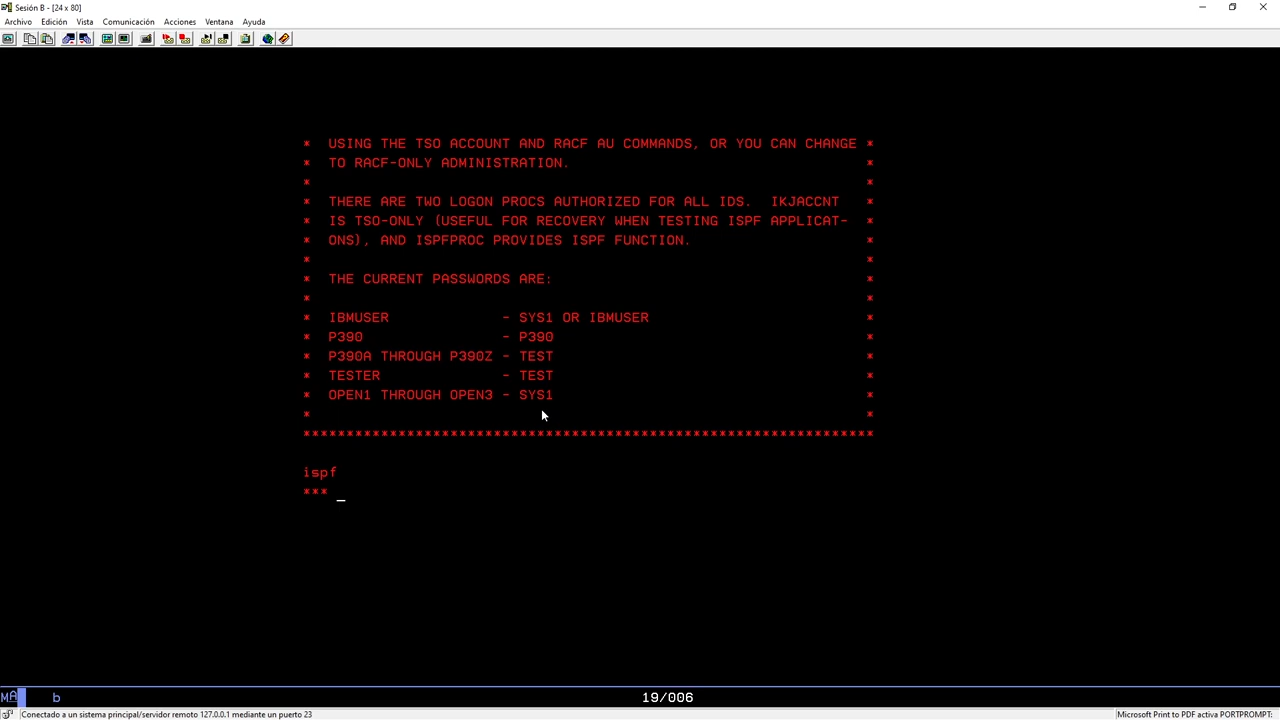 Sesión B - [24 x 80]
Archivo Edición Vista Comunicación Acciones Ventana Ayuda
* USING THE TSO ACCOUNT AND RACF AU COMMANDS, OR YOU CAN CHANGE *
* TO RACF-ONLY ADMINISTRATION. *
* *
* THERE ARE TWO LOGON PROCS AUTHORIZED FOR ALL IDS. IKJACCNT *
* IS TSO-ONLY (USEFUL FOR RECOVERY WHEN TESTING ISPF APPLICAT- *
* ONS), AND ISPFPROC PROVIDES ISPF FUNCTION. *
* *
* THE CURRENT PASSWORDS ARE: *
* *
* IBMUSER - SYS1 OR IBMUSER *
* P390 - P390 *
* P390A THROUGH P390Z - TEST *
* TESTER - TEST *
* OPEN1 THROUGH OPEN3 - SYS1 *
* *
******************************************************************
ispf
*** _
MA b 19/006
Conectado a un sistema principal/servidor remoto 127.0.0.1 mediante un puerto 23 Microsoft Print to PDF activa PORTPROMPT: